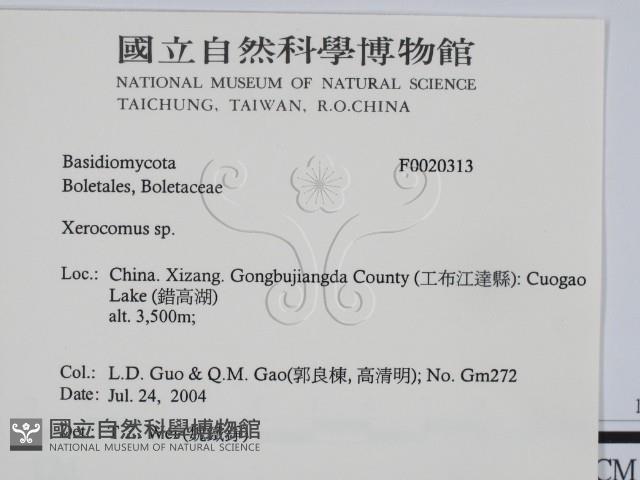 國立自然科學博物館
NATIONAL MUSEUM OF NATURAL SCIENCE
TAICHUNG, TAIWAN, R.O.CHINA
Basidiomycota F0020313
Boletales, Boletaceae
Xerocomus sp.
Loc.: China. Xizang. Gongbujiangda County (工布江達縣): Cuogao
Lake (錯高湖)
alt. 3,500m;
Col.: L.D. Guo & Q.M. Gao(郭良棟, 高清明); No. Gm272
Date: Jul. 24, 2004
國立自然科學博物館
NATIONAL MUSEUM OF NATURAL SCIENCE
CM